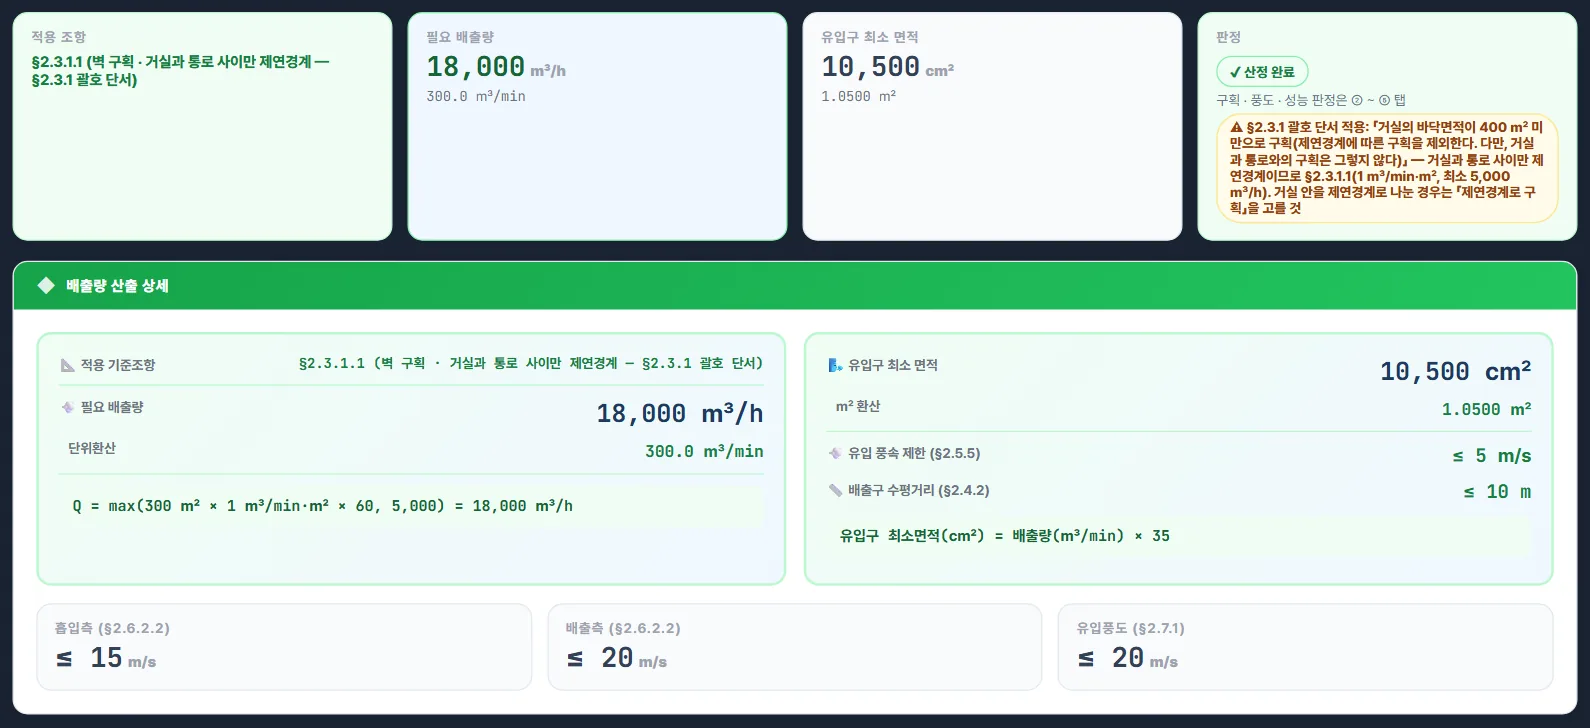 적용 조항
§2.3.1.1 (벽 구획 · 거실과 통로 사이만 제연경계 —
§2.3.1 괄호 단서)
필요 배출량
18,000 m³/h
300.0 m³/min
유입구 최소 면적
10,500 cm²
1.0500 m²
판정
✓ 산정 완료
구획 · 풍도 · 성능 판정은 ② ~ ⑤ 탭
⚠ §2.3.1 괄호 단서 적용: 「거실의 바닥면적이 400 m² 미
만으로 구획(제연경계에 따른 구획을 제외한다. 다만, 거실
과 통로와의 구획은 그렇지 않다)」 — 거실과 통로 사이만 제
연경계이므로 §2.3.1.1(1 m³/min·m², 최소 5,000
m³/h). 거실 안을 제연경계로 나눈 경우는 「제연경계로 구
획」을 고를 것
◆ 배출량 산출 상세
📐 적용 기준조항
§2.3.1.1 (벽 구획 · 거실과 통로 사이만 제연경계 — §2.3.1 괄호 단서)
💨 필요 배출량
18,000 m³/h
단위환산
300.0 m³/min
Q = max(300 m² × 1 m³/min·m² × 60, 5,000) = 18,000 m³/h
🌬 유입구 최소 면적
10,500 cm²
m² 환산
1.0500 m²
💨 유입 풍속 제한 (§2.5.5)
≤ 5 m/s
📏 배출구 수평거리 (§2.4.2)
≤ 10 m
유입구 최소면적(cm²) = 배출량(m³/min) × 35
흡입측 (§2.6.2.2)
≤ 15 m/s
배출측 (§2.6.2.2)
≤ 20 m/s
유입풍도 (§2.7.1)
≤ 20 m/s